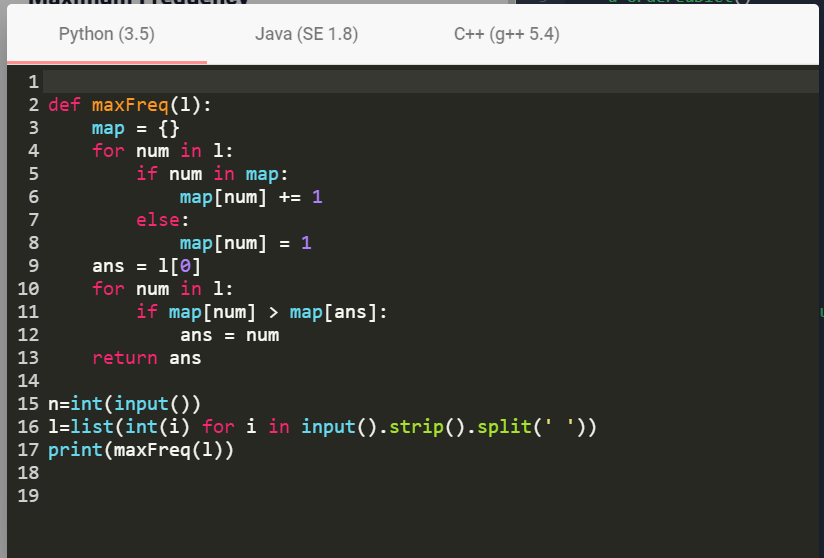 Maximum Frequency
Python (3.5) Java (SE 1.8) C++ (g++ 5.4)
1
2 def maxFreq(l):
3     map = {}
4     for num in l:
5         if num in map:
6             map[num] += 1
7         else:
8             map[num] = 1
9     ans = l[0]
10     for num in l:
11         if map[num] > map[ans]:
12             ans = num
13     return ans
14
15 n=int(input())
16 l=list(int(i) for i in input().strip().split(' '))
17 print(maxFreq(l))
18
19